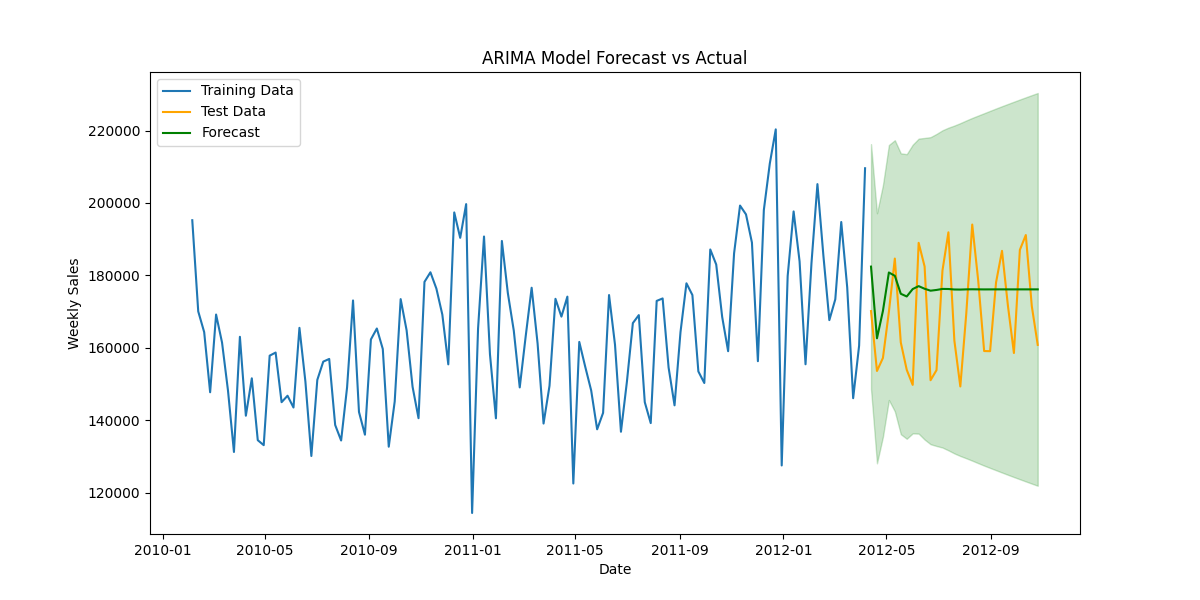 ARIMA Model Forecast vs Actual
Training Data
Test Data
Forecast
Weekly Sales
220000
200000
180000
160000
140000
120000
2010-01 2010-05 2010-09 2011-01 2011-05 2011-09 2012-01 2012-05 2012-09
Date